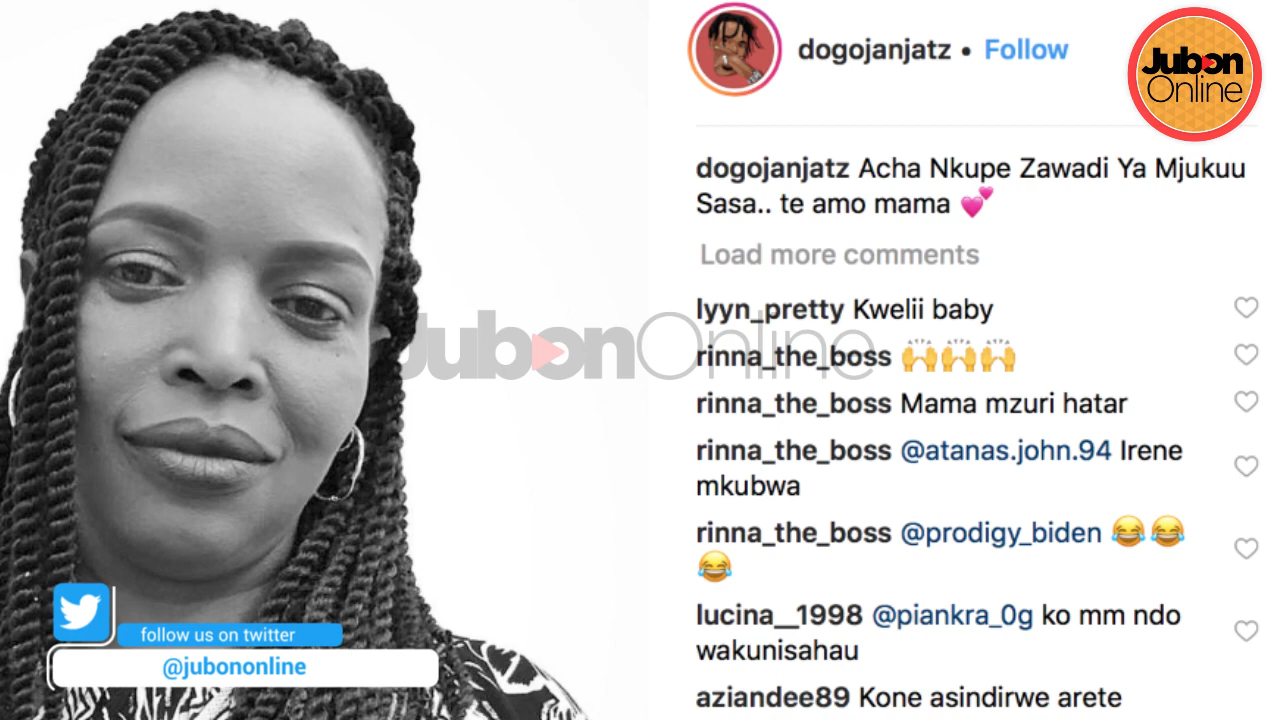 dogojanjatz • Follow
Jubon
Online
dogojanjatz Acha Nkupe Zawadi Ya Mjukuu
Sasa.. te amo mama 💕
Load more comments
lyyn_pretty Kwelii baby
rinna_the_boss 🙌🙌🙌
rinna_the_boss Mama mzuri hatar
rinna_the_boss @atanas.john.94 Irene
mkubwa
rinna_the_boss @prodigy_biden 😂😂
😂
lucina__1998 @piankra_0g ko mm ndo
wakunisahau
aziandee89 Kone asindirwe arete
JubonOnline
follow us on twitter
@jubononline